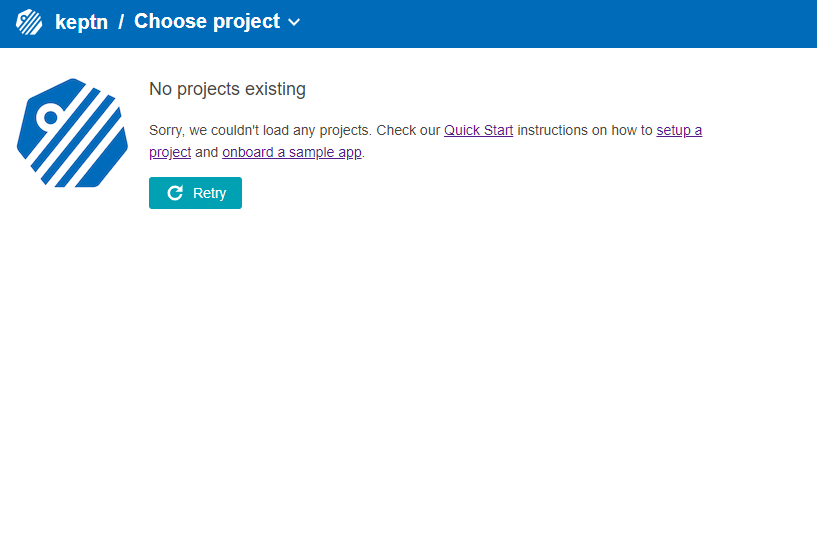 keptn / Choose project
No projects existing
Sorry, we couldn't load any projects. Check our Quick Start instructions on how to setup a
project and onboard a sample app.
Retry